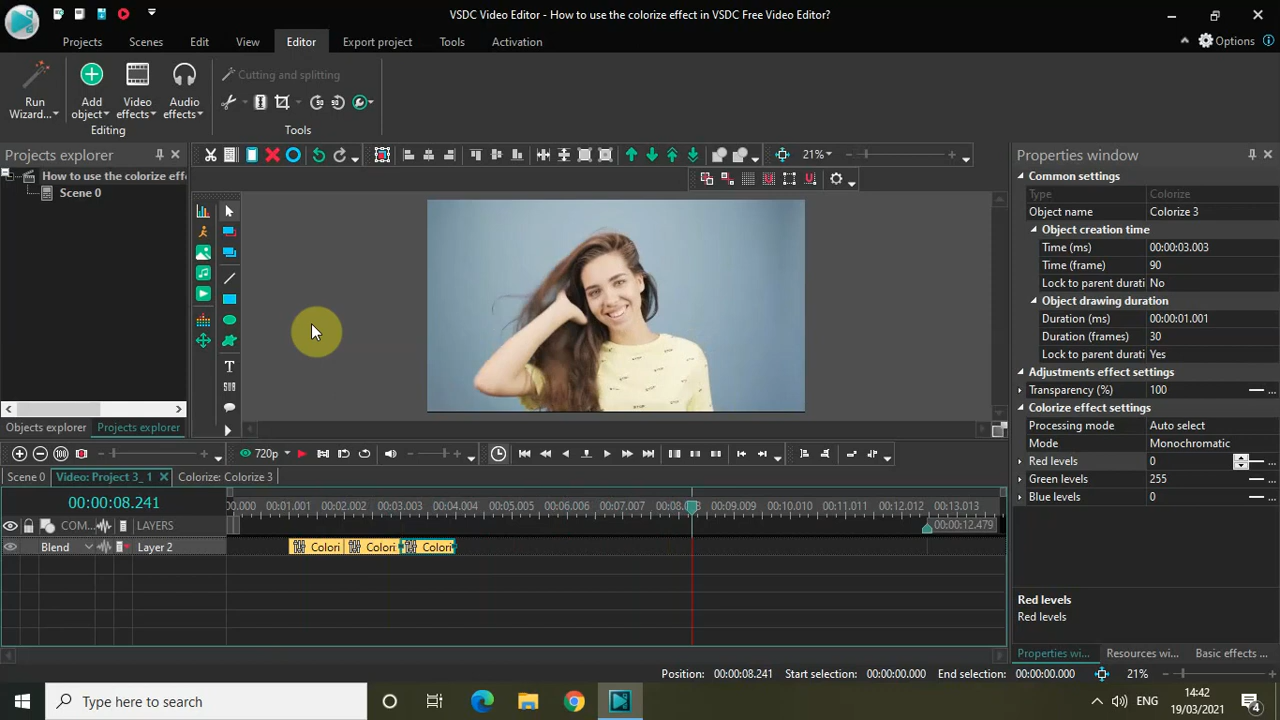 VSDC Video Editor - How to use the colorize effect in VSDC Free Video Editor?
Projects Scenes Edit View Editor Export project Tools Activation
Options
Run Wizard...
Add object
Video effects
Audio effects
Editing
Cutting and splitting
Tools
Projects explorer
How to use the colorize eff
Scene 0
Objects explorer
Projects explorer
21%
T
SUB
Properties window
Common settings
Type Colorize
Object name Colorize 3
Object creation time
Time (ms) 00:00:03.003
Time (frame) 90
Lock to parent durati No
Object drawing duration
Duration (ms) 00:00:01.001
Duration (frames) 30
Lock to parent durati Yes
Adjustments effect settings
Transparency (%) 100
Colorize effect settings
Processing mode Auto select
Mode Monochromatic
Red levels 0
Green levels 255
Blue levels 0
Red levels
Red levels
Properties wi...
Resources wi...
Basic effects ...
720p
Scene 0
Video: Project 3_ 1
Colorize: Colorize 3
00:00:08.241
0.000 00:01.001 00:02.002 00:03.003 00:04.004 00:05.005 00:06.006 00:07.007 00:09.009 00:10.010 00:11.011 00:12.012 00:13.013
00:00:12.479
COM... LAYERS
Blend Layer 2
Colori Colori Colori
Position: 00:00:08.241 Start selection: 00:00:00.000 End selection: 00:00:00.000 21%
Type here to search
ENG
14:42
19/03/2021
4